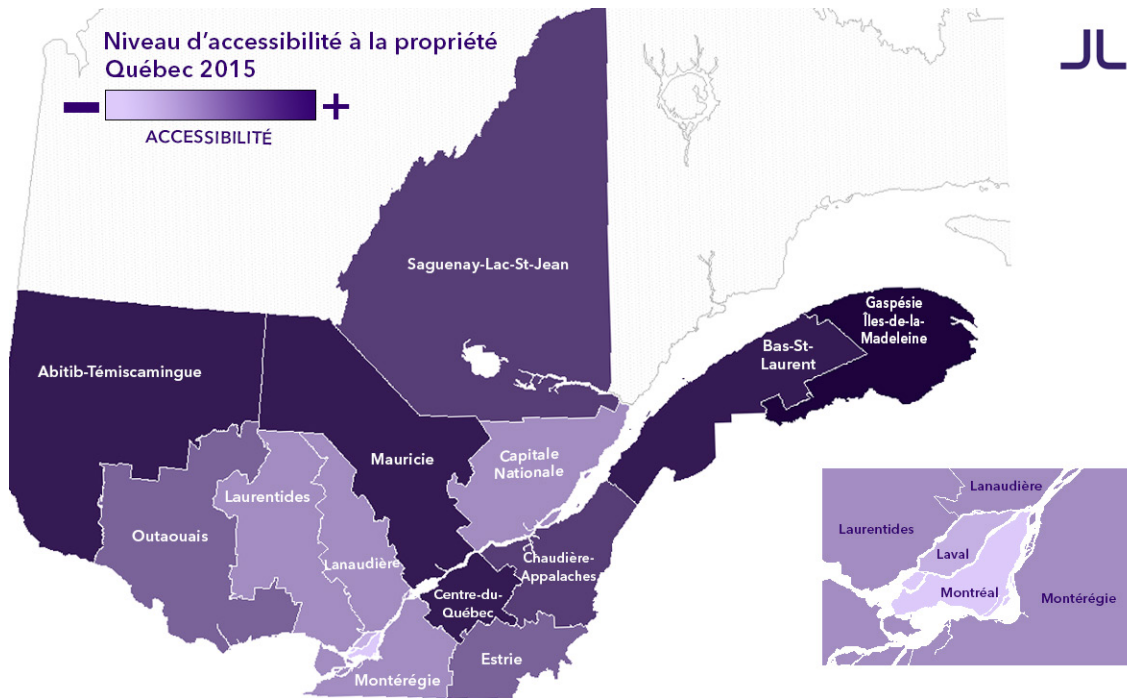 Niveau d'accessibilité à la propriété
Québec 2015
ACCESSIBILITÉ
JL
Saguenay-Lac-St-Jean
Gaspésie
Îles-de-la-
Madeleine
Bas-St-
Laurent
Abitib-Témiscamingue
Mauricie
Capitale
Nationale
Laurentides
Outaouais
Lanaudière
Chaudière-
Appalaches
Centre-du-
Québec
Estrie
Montérégie
Lanaudière
Laurentides
Laval
Montréal
Montérégie